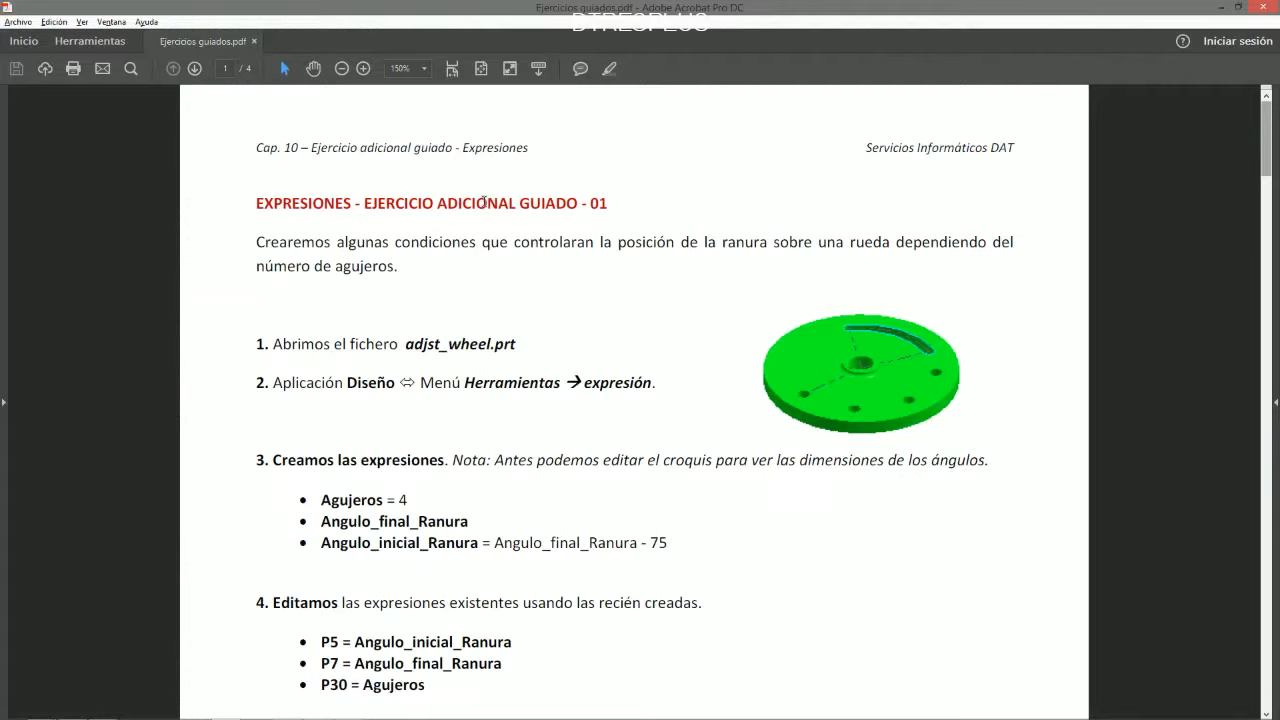 Ejercicios guiados.pdf - Adobe Acrobat Pro DC
DTRESPLUS
Archivo Edición Ver Ventana Ayuda
Inicio Herramientas Ejercicios guiados.pdf × ? Iniciar sesión
1 / 4 150%
Cap. 10 – Ejercicio adicional guiado - Expresiones Servicios Informáticos DAT
EXPRESIONES - EJERCICIO ADICIONAL GUIADO - 01
Crearemos algunas condiciones que controlaran la posición de la ranura sobre una rueda dependiendo del
número de agujeros.
1. Abrimos el fichero adjst_wheel.prt
2. Aplicación Diseño ⬄ Menú Herramientas → expresión.
3. Creamos las expresiones. Nota: Antes podemos editar el croquis para ver las dimensiones de los ángulos.
• Agujeros = 4
• Angulo_final_Ranura
• Angulo_inicial_Ranura = Angulo_final_Ranura - 75
4. Editamos las expresiones existentes usando las recién creadas.
• P5 = Angulo_inicial_Ranura
• P7 = Angulo_final_Ranura
• P30 = Agujeros